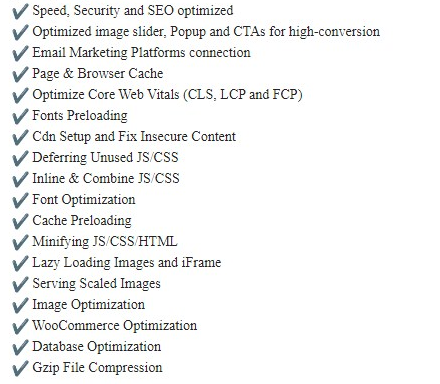 ✔ Speed, Security and SEO optimized
✔ Optimized image slider, Popup and CTAs for high-conversion
✔ Email Marketing Platforms connection
✔ Page & Browser Cache
✔ Optimize Core Web Vitals (CLS, LCP and FCP)
✔ Fonts Preloading
✔ Cdn Setup and Fix Insecure Content
✔ Deferring Unused JS/CSS
✔ Inline & Combine JS/CSS
✔ Font Optimization
✔ Cache Preloading
✔ Minifying JS/CSS/HTML
✔ Lazy Loading Images and iFrame
✔ Serving Scaled Images
✔ Image Optimization
✔ WooCommerce Optimization
✔ Database Optimization
✔ Gzip File Compression